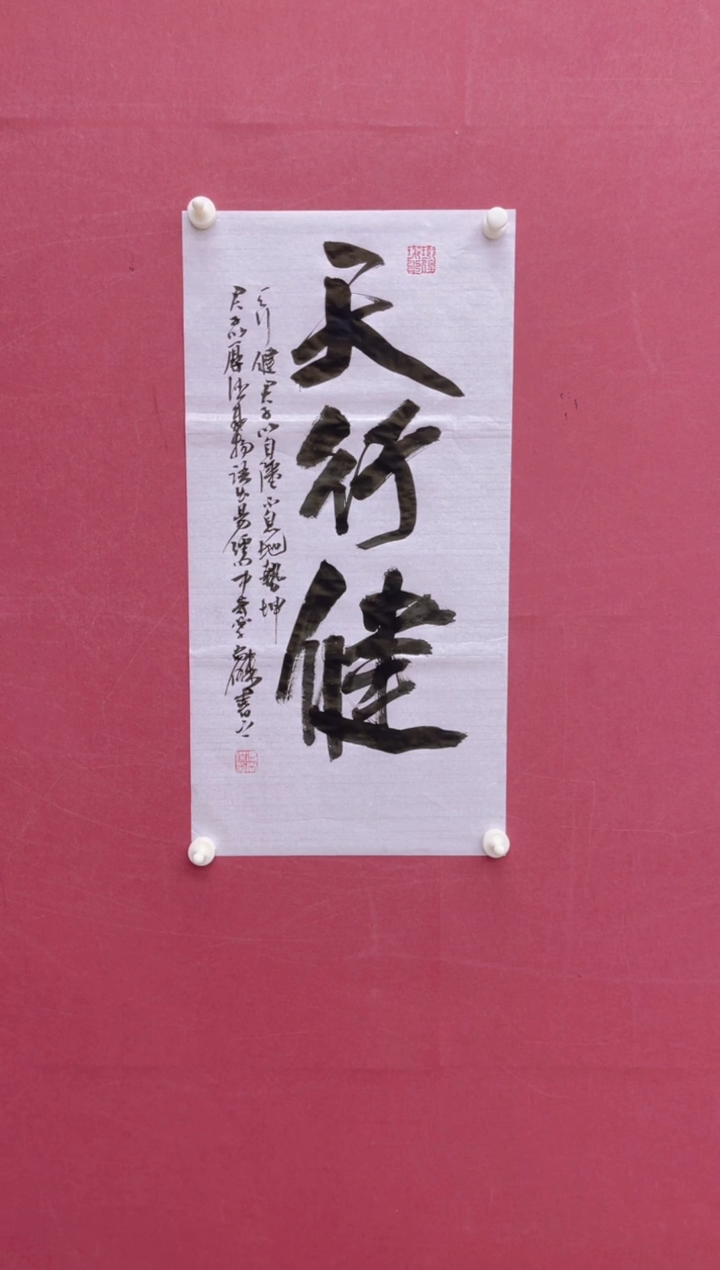 天行健
天行健君子以自强不息地势坤
君子以厚德载物语出易
書